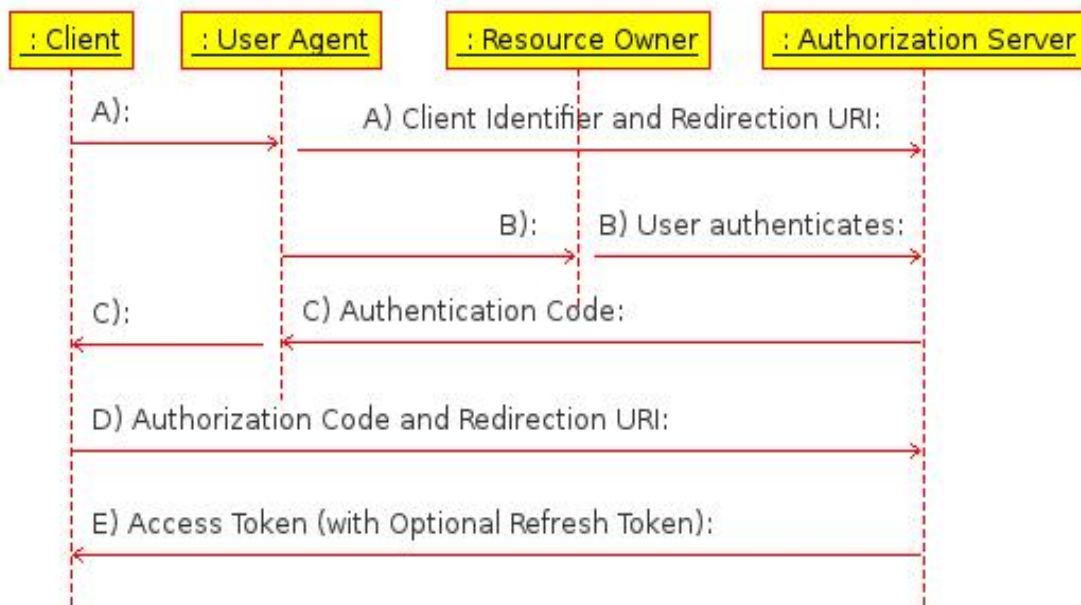 : Client
: User Agent
: Resource Owner
: Authorization Server
A):
A) Client Identifier and Redirection URI:
B):
B) User authenticates:
C):
C) Authentication Code:
D) Authorization Code and Redirection URI:
E) Access Token (with Optional Refresh Token):